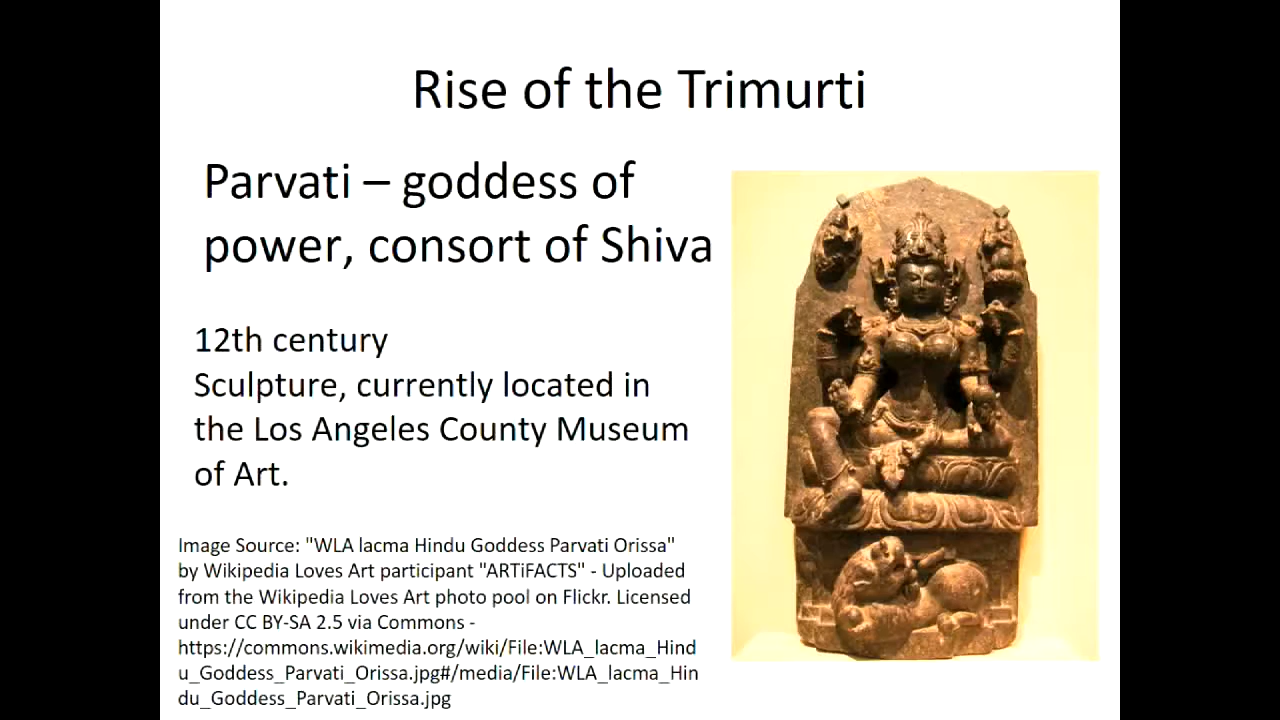 Rise of the Trimurti
Parvati – goddess of
power, consort of Shiva
12th century
Sculpture, currently located in
the Los Angeles County Museum
of Art.
Image Source: "WLA lacma Hindu Goddess Parvati Orissa"
by Wikipedia Loves Art participant "ARTiFACTS" - Uploaded
from the Wikipedia Loves Art photo pool on Flickr. Licensed
under CC BY-SA 2.5 via Commons -
https://commons.wikimedia.org/wiki/File:WLA_lacma_Hind
u_Goddess_Parvati_Orissa.jpg#/media/File:WLA_lacma_Hin
du_Goddess_Parvati_Orissa.jpg